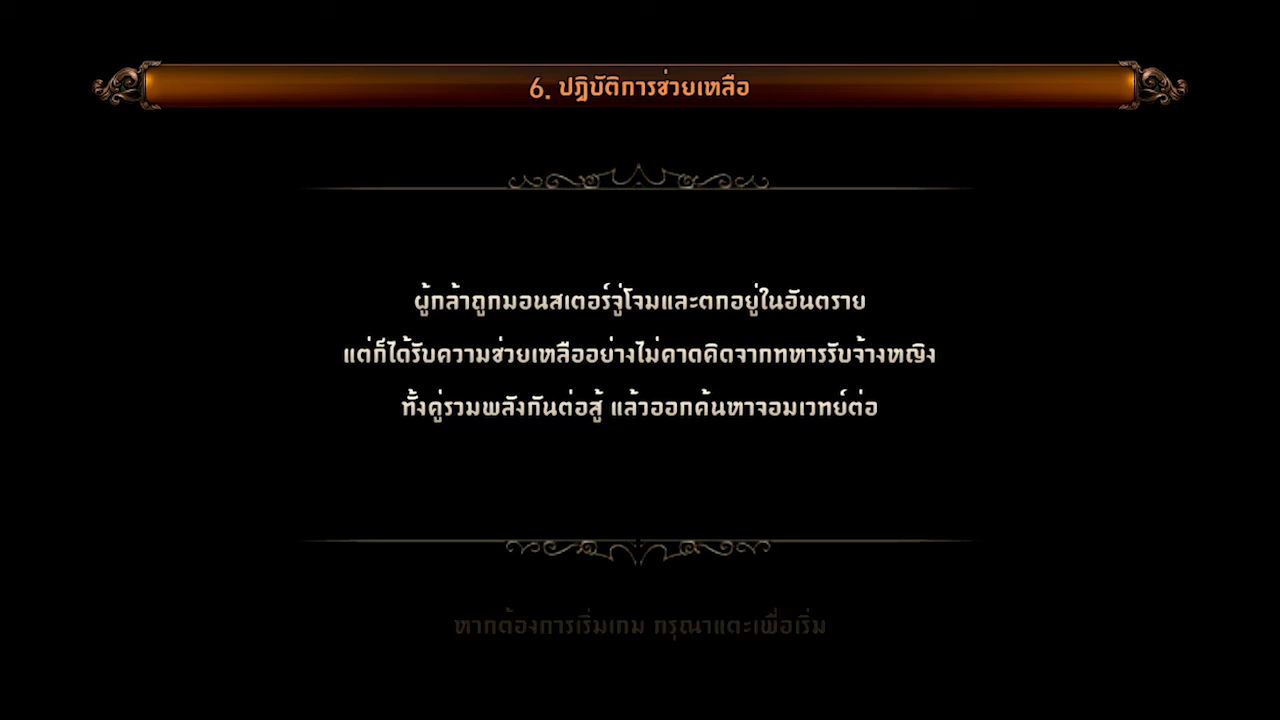 6. ปฏิบัติการช่วยเหลือ
ผู้กล้าถูกมอนสเตอร์จู่โจมและตกอยู่ในอันตราย
แต่ก็ได้รับความช่วยเหลืออย่างไม่คาดคิดจากทหารรับจ้างหญิง
ทั้งคู่รวมพลังกันต่อสู้ แล้วออกค้นหาจอมเวทย์ต่อ
หากต้องการเริ่มเกม กรุณาแตะเพื่อเริ่ม